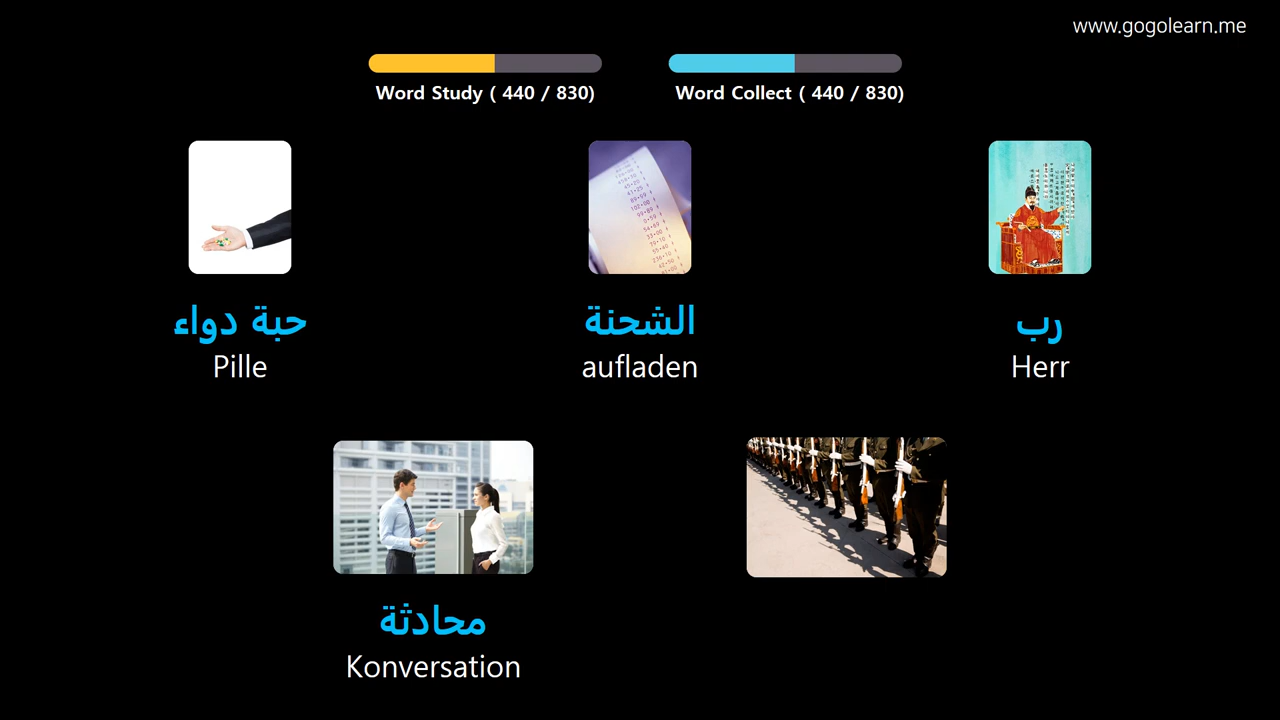 www.gogolearn.me
Word Study ( 440 / 830)
Word Collect ( 440 / 830)
حبة دواء
Pille
الشحنة
aufladen
رب
Herr
محادثة
Konversation